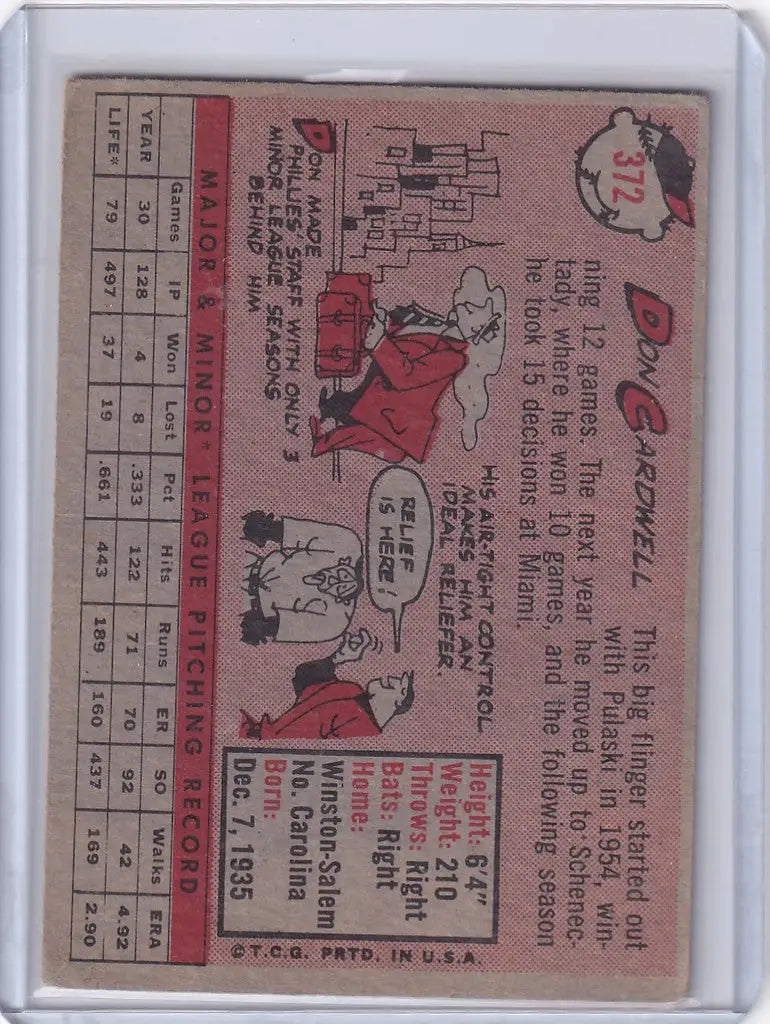 372
DON CARDWELL
This big flinger started out
with Pulaski in 1954, win-
ning 12 games. The next year he moved up to Schenec-
tady, where he won 10 games, and the following season
he took 15 decisions at Miami.
DON MADE
PHILLIES STAFF WITH ONLY 3
MINOR LEAGUE SEASONS
BEHIND HIM
HIS AIR-TIGHT CONTROL
MAKES HIM AN
IDEAL RELIEFER.
RELIEF
IS HERE!
Height: 6'4"
Weight: 210
Throws: Right
Bats: Right
Home:
Winston-Salem
No. Carolina
Born:
Dec. 7, 1935
© T.C.G. PRTD. IN U.S.A.
MAJOR & MINOR* LEAGUE PITCHING RECORD
Games IP Won Lost Pct Hits Runs ER SO Walks ERA
YEAR 30 128 4 8 .333 122 71 70 92 42 4.92
LIFE* 79 497 37 19 .661 443 189 160 437 169 2.90